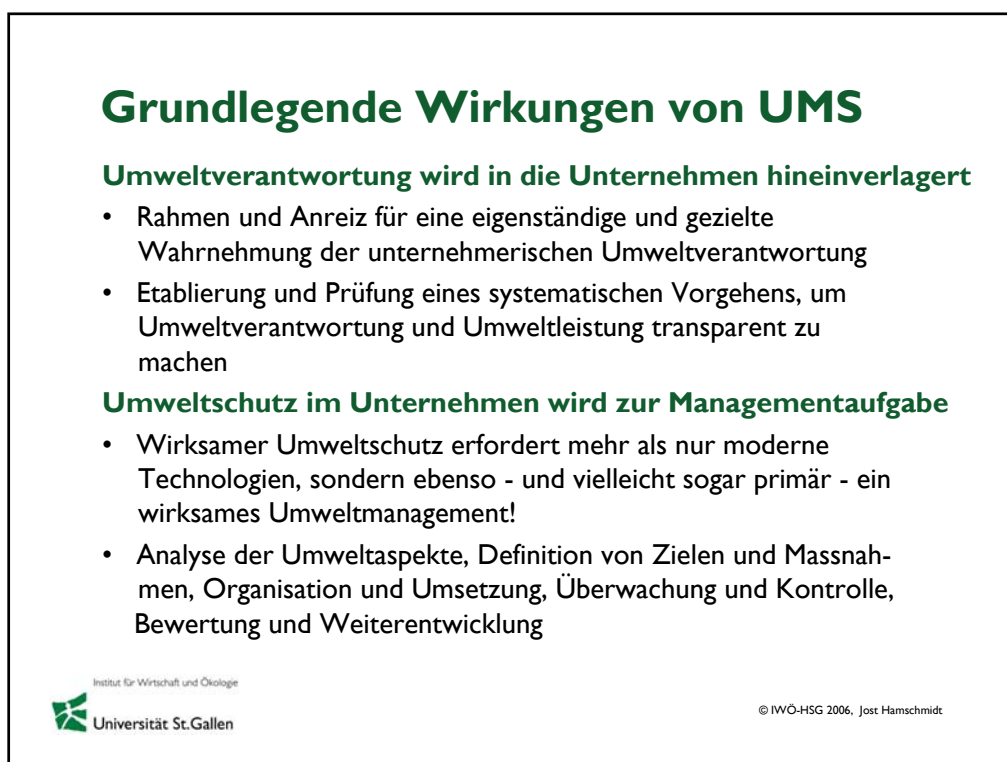 Grundlegende Wirkungen von UMS
Umweltverantwortung wird in die Unternehmen hineinverlagert
• Rahmen und Anreiz für eine eigenständige und gezielte
Wahrnehmung der unternehmerischen Umweltverantwortung
• Etablierung und Prüfung eines systematischen Vorgehens, um
Umweltverantwortung und Umweltleistung transparent zu
machen
Umweltschutz im Unternehmen wird zur Managementaufgabe
• Wirksamer Umweltschutz erfordert mehr als nur moderne
Technologien, sondern ebenso - und vielleicht sogar primär - ein
wirksames Umweltmanagement!
• Analyse der Umweltaspekte, Definition von Zielen und Massnah-
men, Organisation und Umsetzung, Überwachung und Kontrolle,
Bewertung und Weiterentwicklung
Institut für Wirtschaft und Ökologie
Universität St.Gallen
© IWÖ-HSG 2006, Jost Hamschmidt